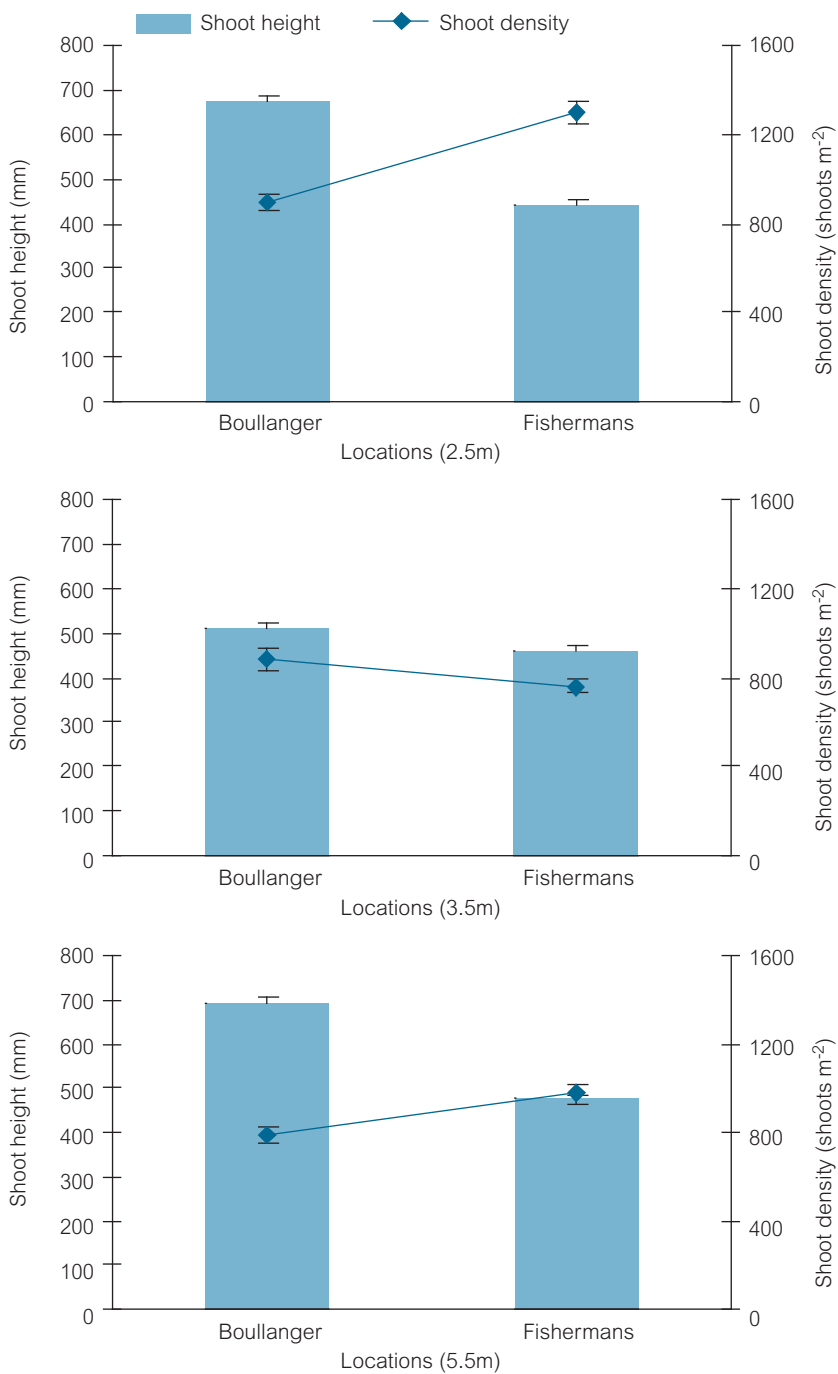 Shoot height
Shoot density
800
700
600
500
400
300
200
100
0
Shoot height (mm)
1600
1200
800
400
0
Shoot density (shoots m-2)
Boullanger
Fishermans
Locations (2.5m)
800
700
600
500
400
300
200
100
0
Shoot height (mm)
1600
1200
800
400
0
Shoot density (shoots m-2)
Boullanger
Fishermans
Locations (3.5m)
800
700
600
500
400
300
200
100
0
Shoot height (mm)
1600
1200
800
400
0
Shoot density (shoots m-2)
Boullanger
Fishermans
Locations (5.5m)